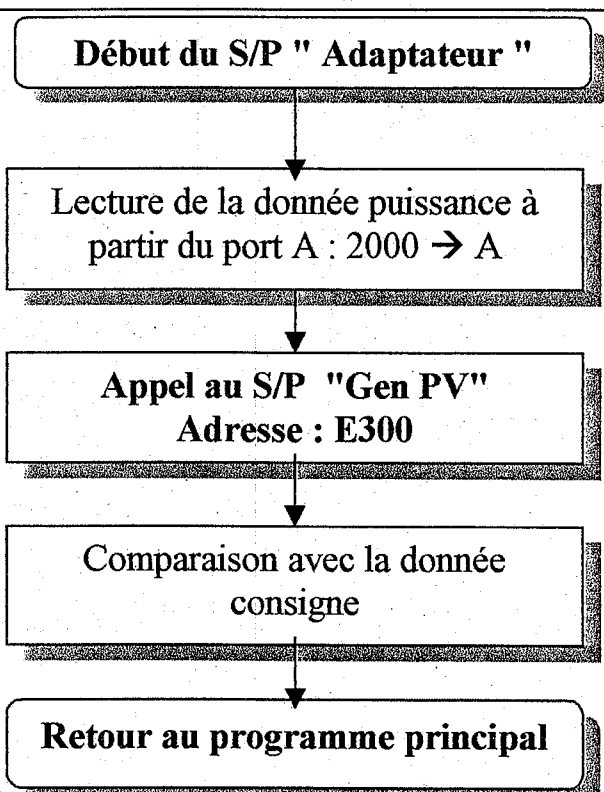 Début du S/P " Adaptateur "
Lecture de la donnée puissance à
partir du port A : 2000 → A
Appel au S/P "Gen PV"
Adresse : E300
Comparaison avec la donnée
consigne
Retour au programme principal